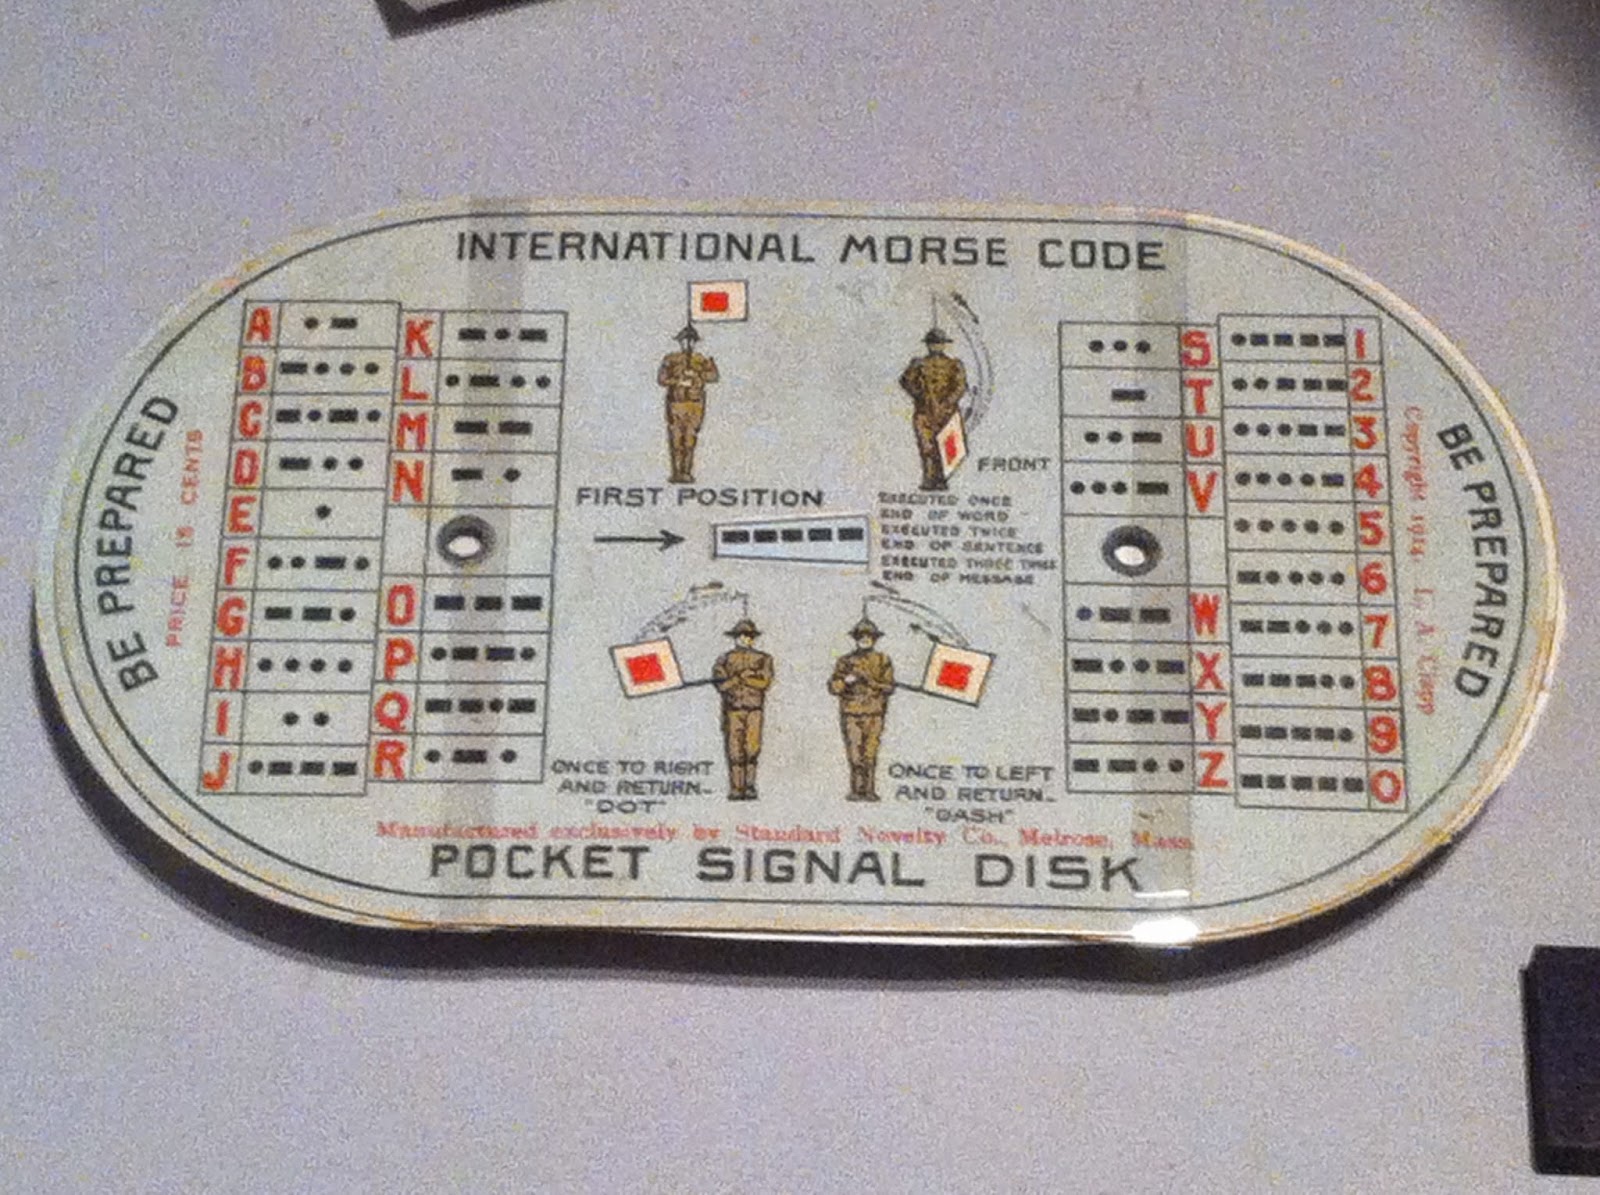 INTERNATIONAL MORSE CODE
BE PREPARED
PRICE 15 CENTS
A • —
B — • • •
C — • — •
D — • •
E •
F • • — •
G — — •
H • • • •
I • •
J • — — —
K — • —
L • — • •
M — —
N — •
O — — —
P • — — •
Q — — • —
R • — •
FIRST POSITION
— — — — —
FRONT
EXECUTED ONCE
END OF WORD
EXECUTED TWICE
END OF SENTENCE
EXECUTED THREE TIMES
END OF MESSAGE
ONCE TO RIGHT
AND RETURN-
"DOT"
ONCE TO LEFT
AND RETURN-
"DASH"
• • • S
— T
• • — U
• • • — V
• — — W
— • • — X
— • — — Y
— — • • Z
• — — — — 1
• • — — — 2
• • • — — 3
• • • • — 4
• • • • • 5
— • • • • 6
— — • • • 7
— — — • • 8
— — — — • 9
— — — — — 0
Copyright L. A.
BE PREPARED
Manufactured exclusively by Standard Novelty Co., Melrose, Mass.
POCKET SIGNAL DISK